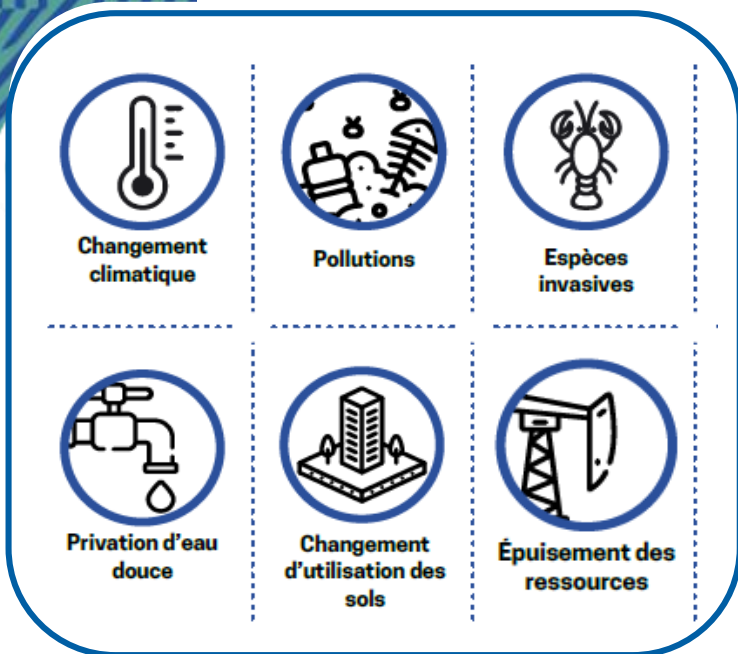 Changement
climatique
Pollutions
Espèces
invasives
Privation d'eau
douce
Changement
d'utilisation des
sols
Épuisement des
ressources